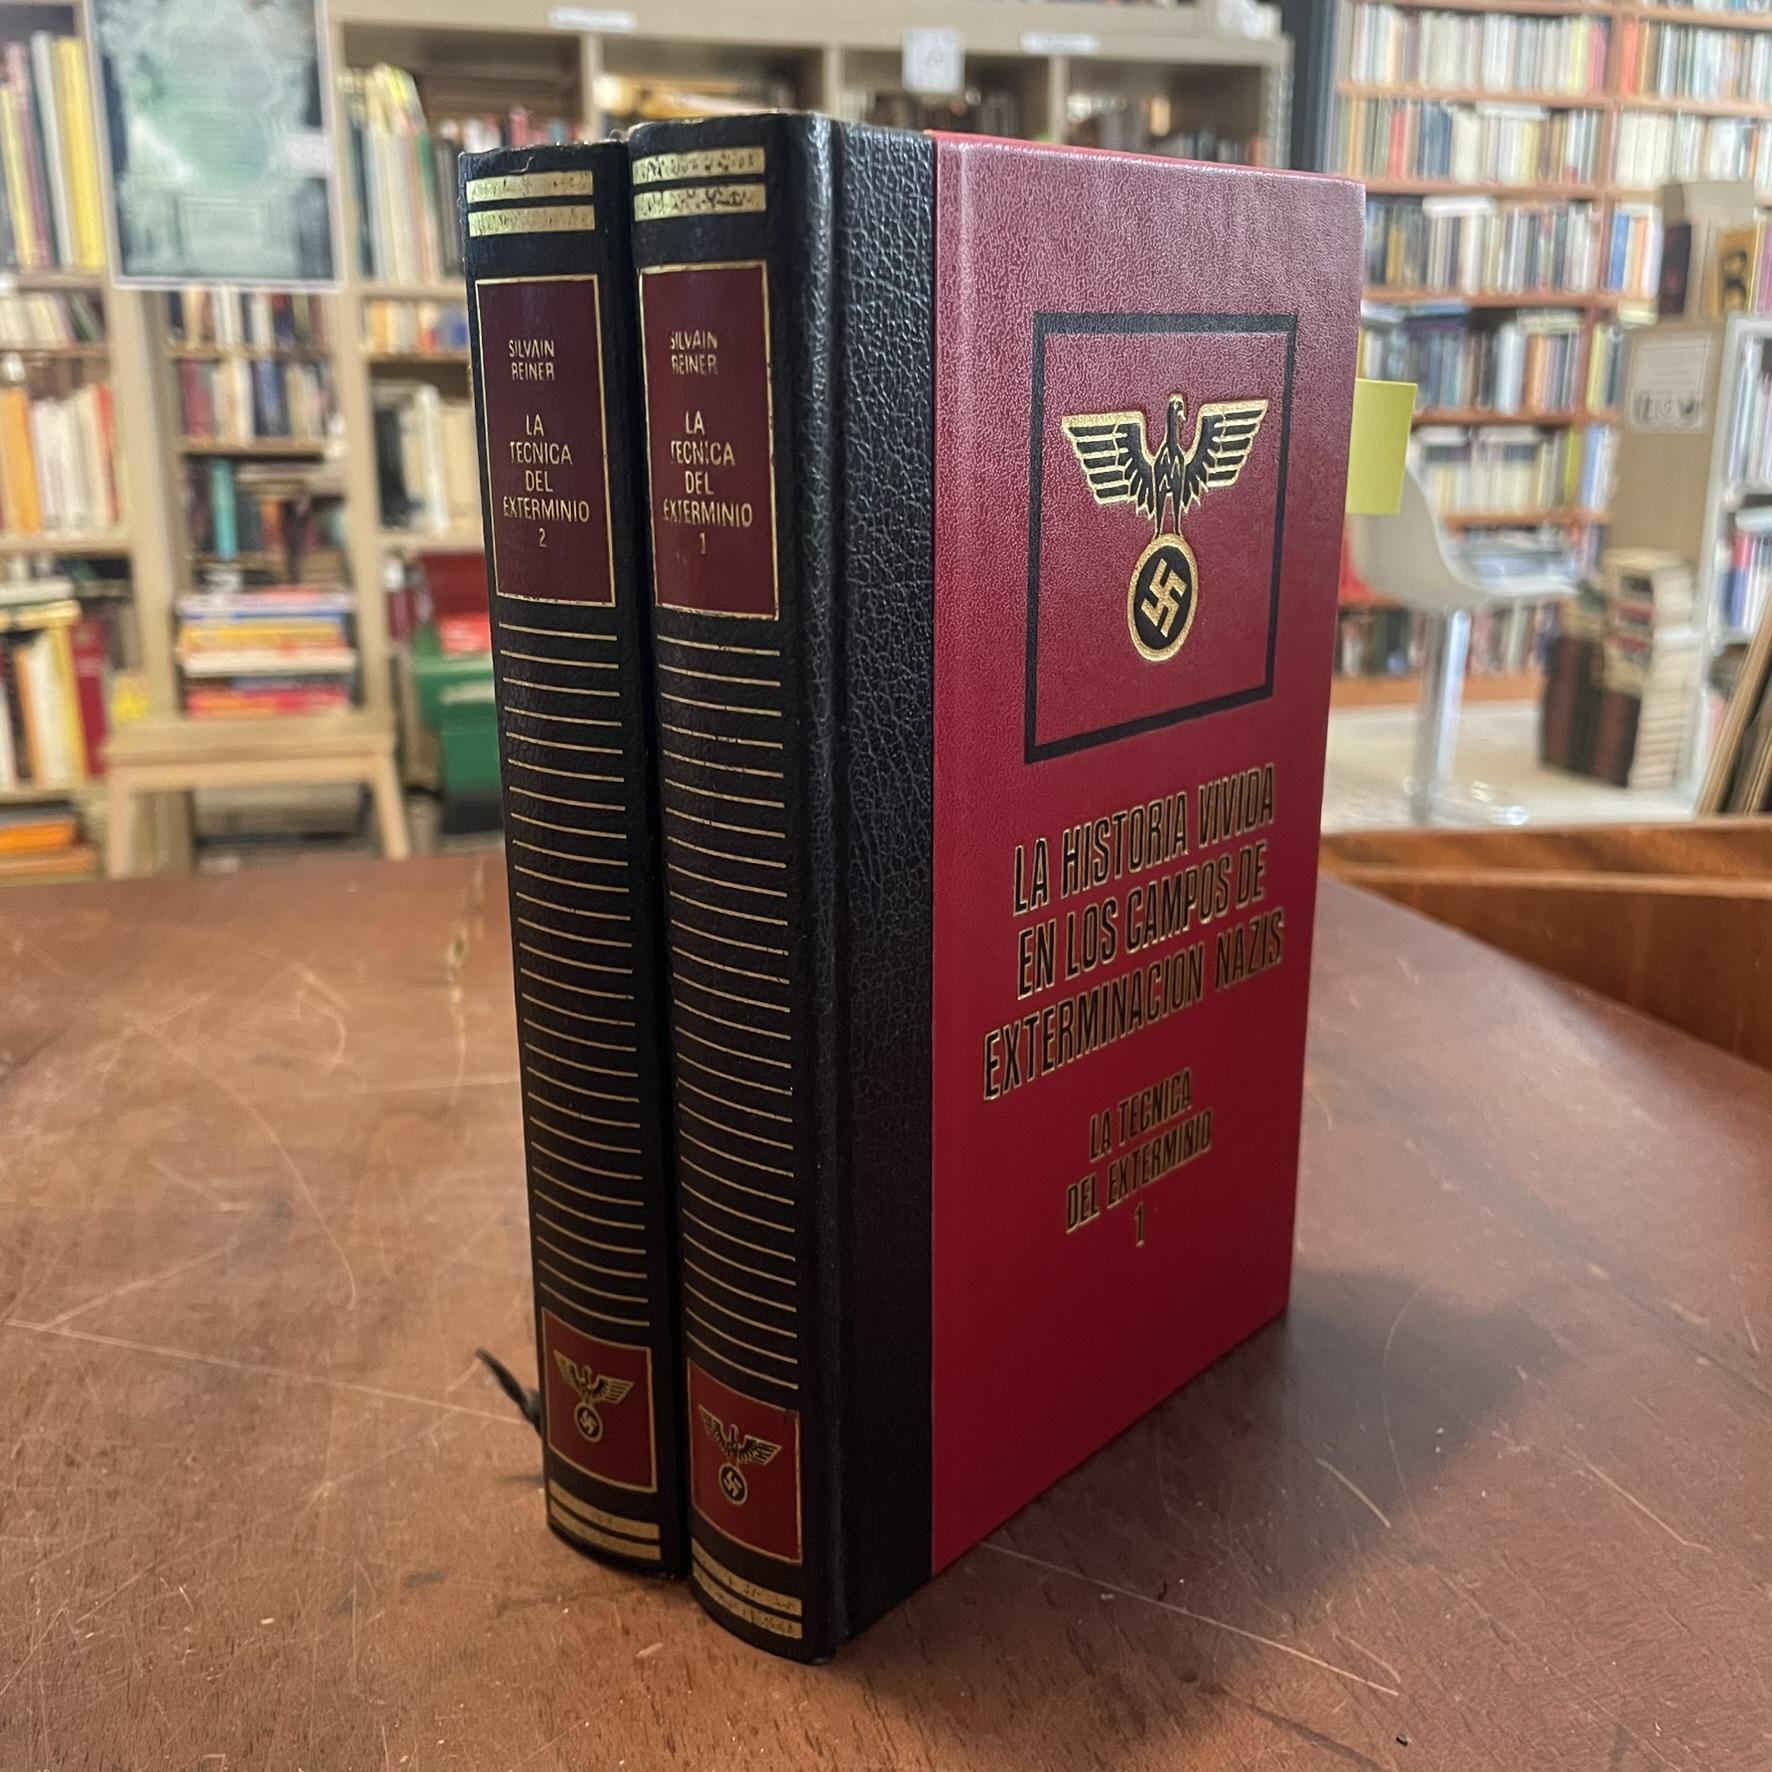 SILVAIN
REINER
LA
TECNICA
DEL
EXTERMINIO
2
SILVAIN
REINER
LA
TECNICA
DEL
EXTERMINIO
1
LA HISTORIA VIVIDA
EN LOS CAMPOS DE
EXTERMINACION NAZIS
LA TECNICA
DEL EXTERMINIO
1